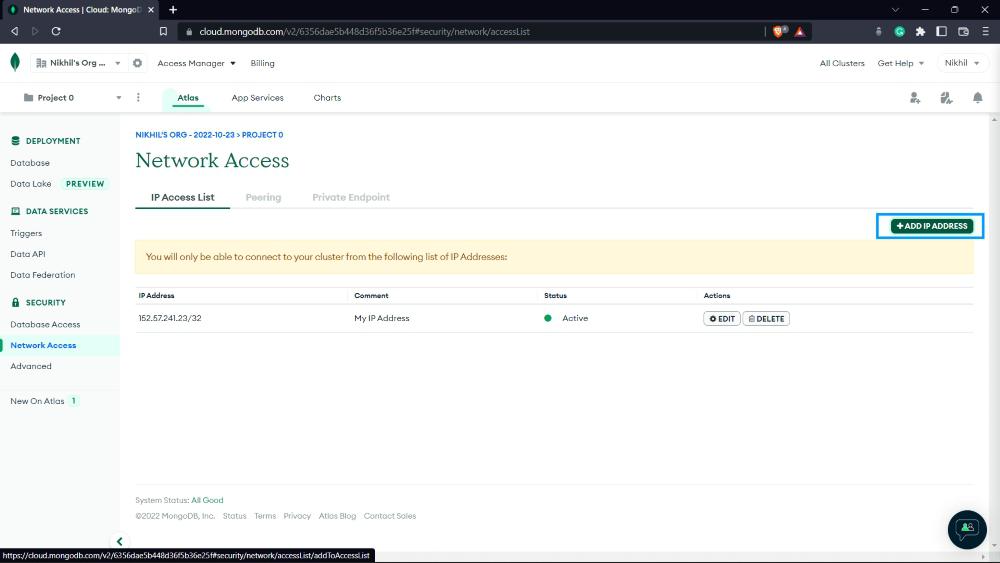 Network Access | Cloud: MongoD
cloud.mongodb.com/v2/6356dae5b448d36f5b36e25f#security/network/accessList
Nikhil's Org ...
Access Manager
Billing
All Clusters
Get Help
Nikhil
Project 0
Atlas
App Services
Charts
DEPLOYMENT
Database
Data Lake PREVIEW
DATA SERVICES
Triggers
Data API
Data Federation
SECURITY
Database Access
Network Access
Advanced
New On Atlas 1
NIKHIL'S ORG - 2022-10-23 > PROJECT 0
Network Access
IP Access List Peering Private Endpoint
+ ADD IP ADDRESS
You will only be able to connect to your cluster from the following list of IP Addresses:
IP Address Comment Status Actions
152.57.241.23/32 My IP Address Active EDIT DELETE
System Status: All Good
©2022 MongoDB, Inc. Status Terms Privacy Atlas Blog Contact Sales
https://cloud.mongodb.com/v2/6356dae5b448d36f5b36e25f#security/network/accessList/addToAccessList